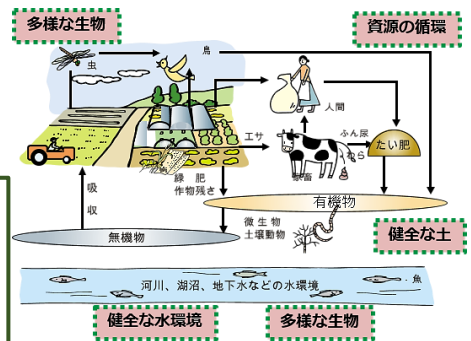 多様な生物
資源の循環
虫
鳥
人間
エサ
ふん尿
わら
たい肥
家畜
緑肥
作物残さ
吸
収
有機物
微生物
土壌動物
無機物
健全な土
河川、湖沼、地下水などの水環境
魚
健全な水環境
多様な生物